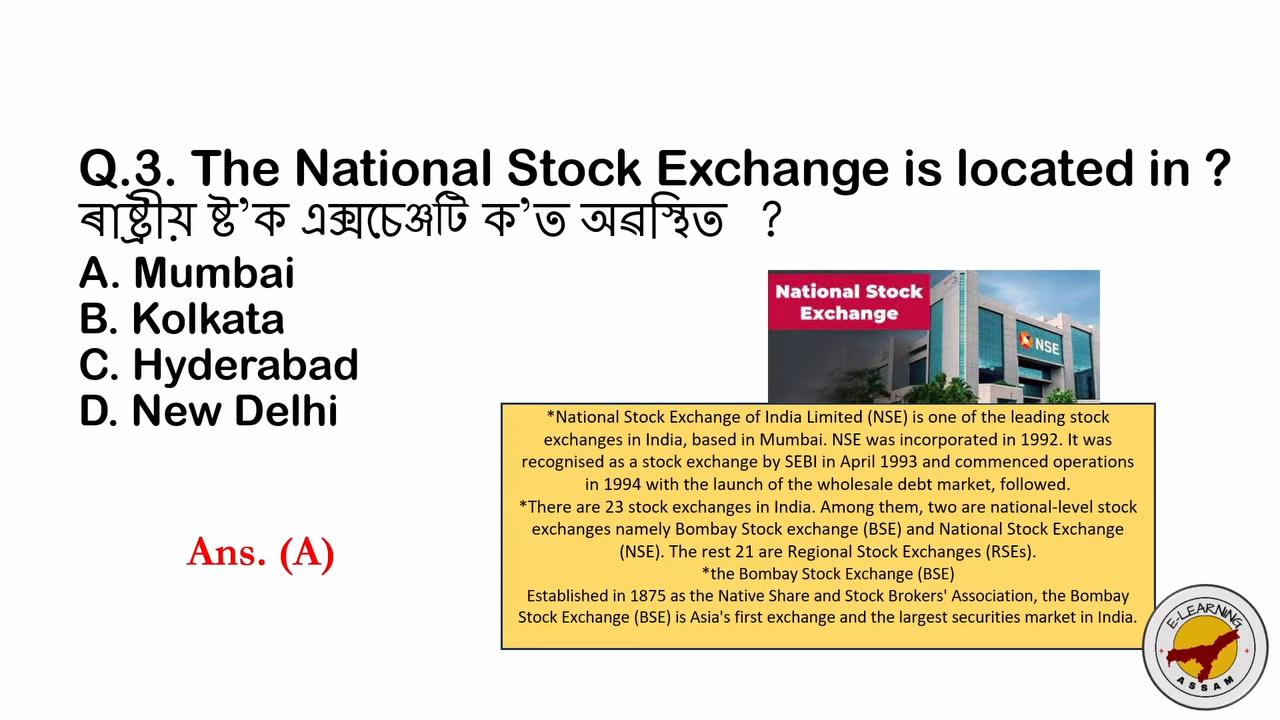 Q.3. The National Stock Exchange is located in ?
ৰাষ্ট্ৰীয় ষ্ট’ক এক্সচেঞ্জটি ক’ত অৱস্থিত ?
A. Mumbai
B. Kolkata
C. Hyderabad
D. New Delhi
National Stock
Exchange
NSE
*National Stock Exchange of India Limited (NSE) is one of the leading stock
exchanges in India, based in Mumbai. NSE was incorporated in 1992. It was
recognised as a stock exchange by SEBI in April 1993 and commenced operations
in 1994 with the launch of the wholesale debt market, followed.
*There are 23 stock exchanges in India. Among them, two are national-level stock
exchanges namely Bombay Stock exchange (BSE) and National Stock Exchange
(NSE). The rest 21 are Regional Stock Exchanges (RSEs).
*the Bombay Stock Exchange (BSE)
Established in 1875 as the Native Share and Stock Brokers' Association, the Bombay
Stock Exchange (BSE) is Asia's first exchange and the largest securities market in India.
Ans. (A)
E-LEARNING
ASSAM